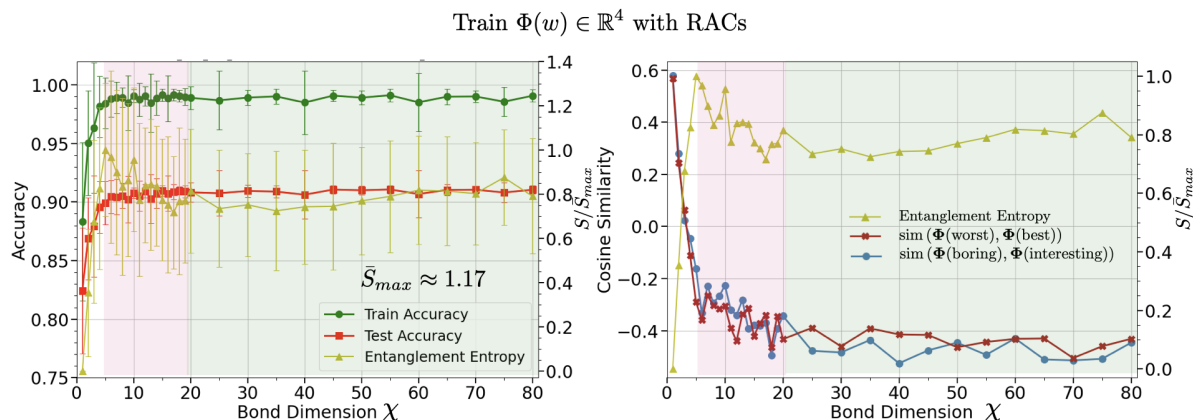 Train Φ(w) ∈ ℝ⁴ with RACs
1.00
0.95
0.90
0.85
0.80
0.75
Accuracy
0 10 20 30 40 50 60 70 80
Bond Dimension χ
1.4
1.2
1.0
0.8
0.6
0.4
0.2
0.0
S/S̄max
S̄max ≈ 1.17
Train Accuracy
Test Accuracy
Entanglement Entropy
0.6
0.4
0.2
0.0
−0.2
−0.4
Cosine Similarity
0 10 20 30 40 50 60 70 80
Bond Dimension χ
1.0
0.8
0.6
0.4
0.2
0.0
S/S̄max
Entanglement Entropy
sim (Φ(worst), Φ(best))
sim (Φ(boring), Φ(interesting))